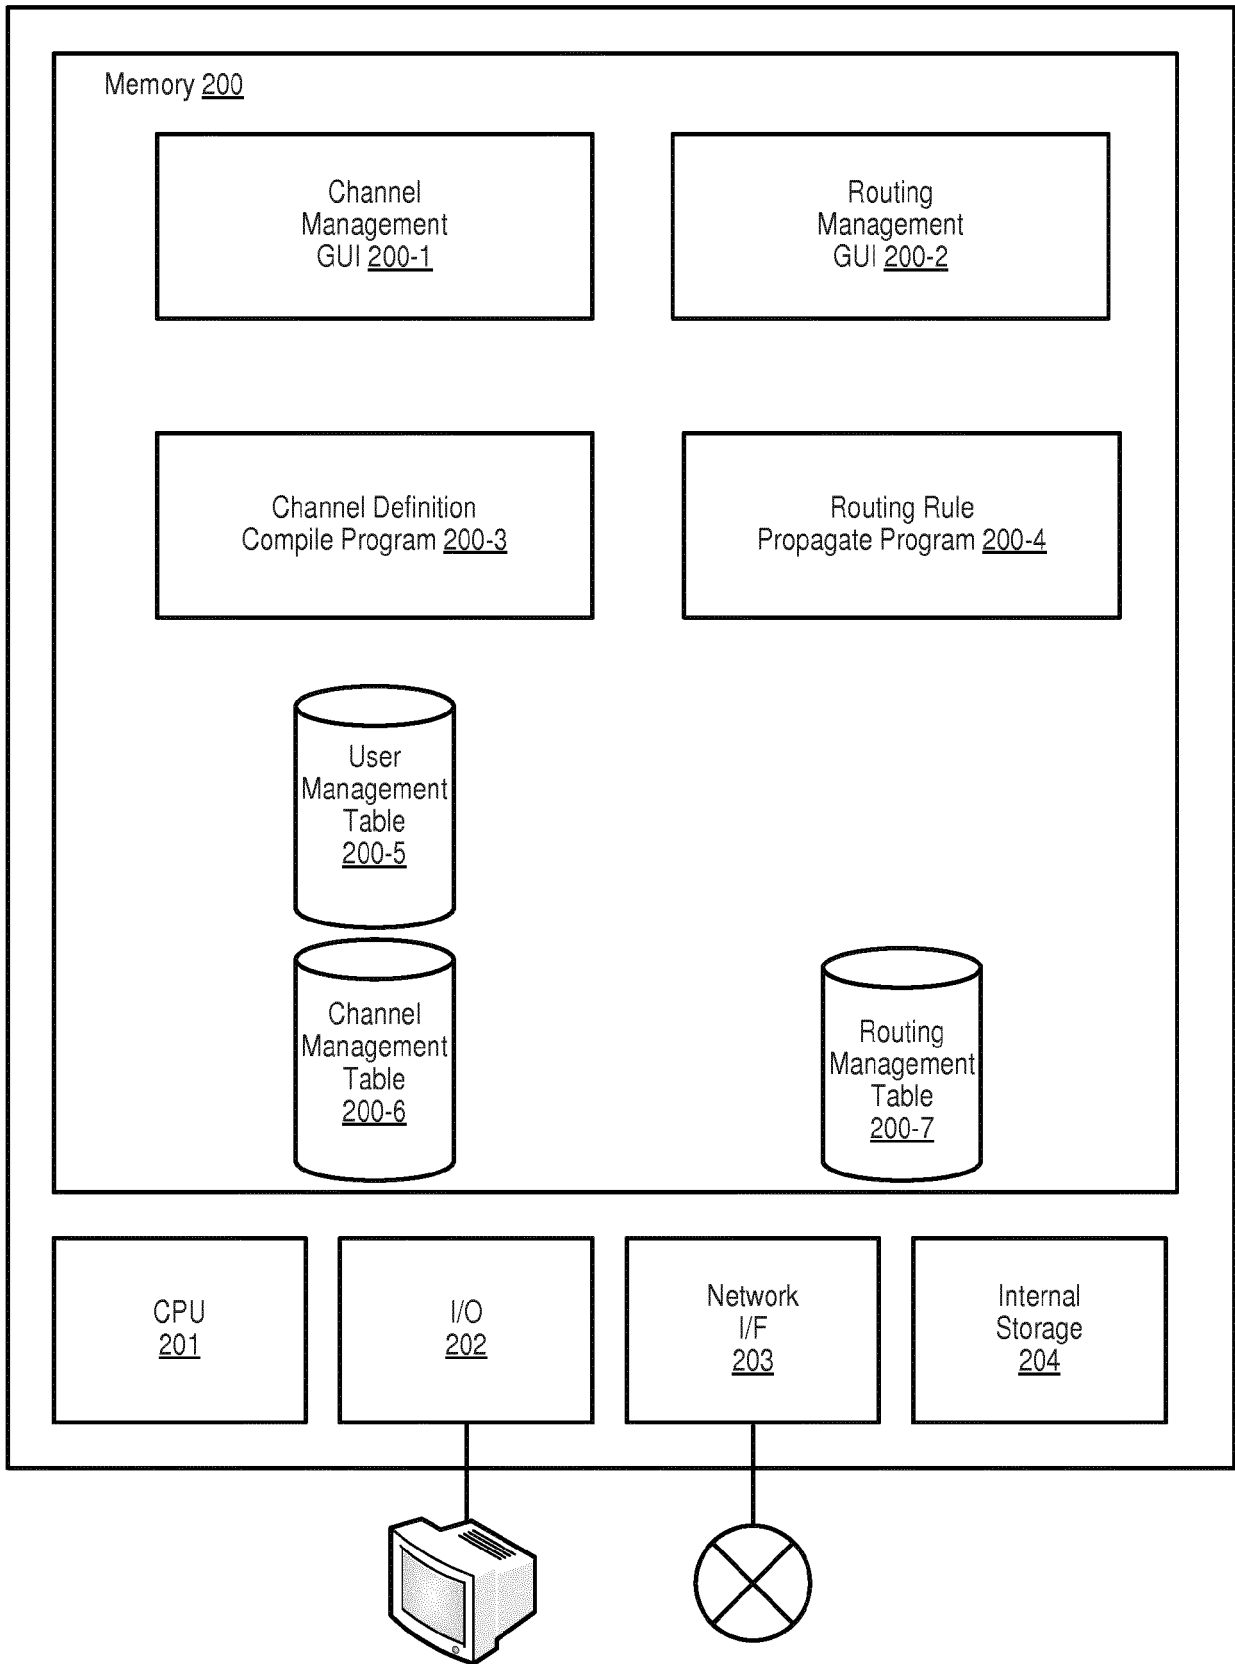 Memory 200
Channel
Management
GUI 200-1
Routing
Management
GUI 200-2
Channel Definition
Compile Program 200-3
Routing Rule
Propagate Program 200-4
User
Management
Table
200-5
Channel
Management
Table
200-6
Routing
Management
Table
200-7
CPU
201
I/O
202
Network
I/F
203
Internal
Storage
204